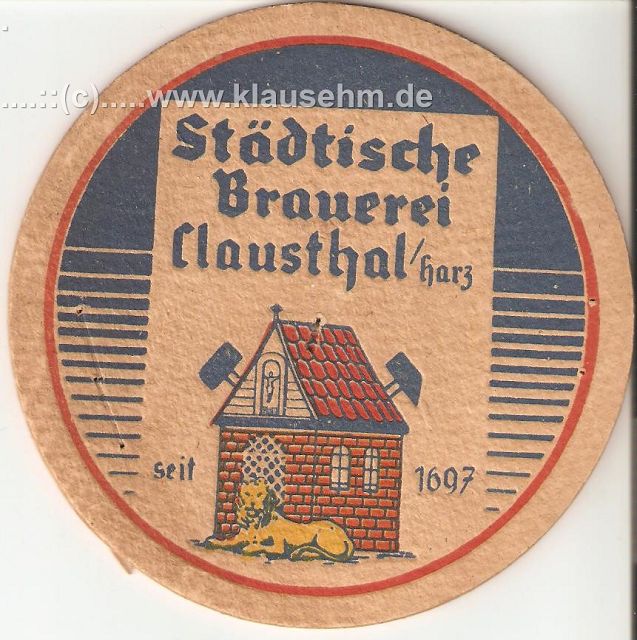 .....::(c).....www.klausehm.de
Städtische
Brauerei
Clausthal/Harz
seit 1697